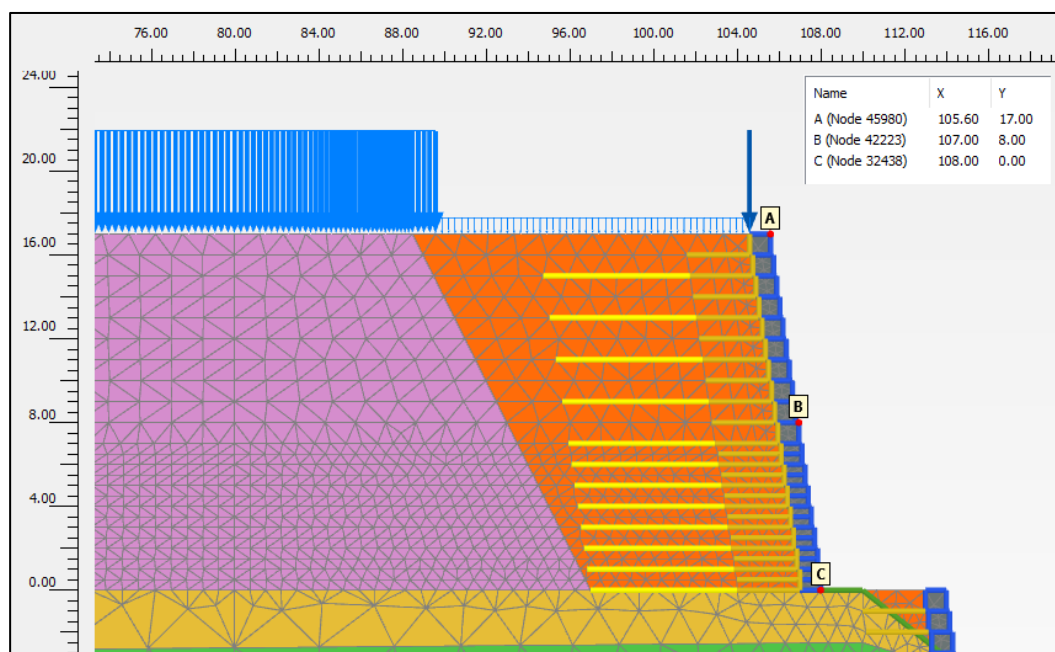 76.00 80.00 84.00 88.00 92.00 96.00 100.00 104.00 108.00 112.00 116.00
24.00
Name X Y
A (Node 45980) 105.60 17.00
B (Node 42223) 107.00 8.00
C (Node 32438) 108.00 0.00
20.00
A
16.00
12.00
8.00
B
4.00
0.00
C